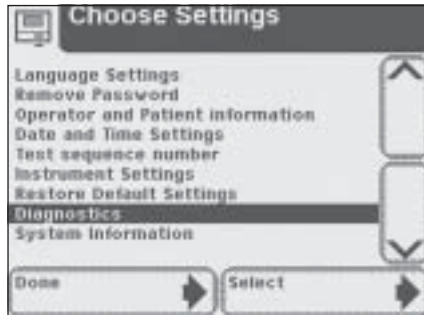 Choose Settings
Language Settings
Remove Password
Operator and Patient information
Date and Time Settings
Test sequence number
Instrument Settings
Restore Default Settings
Diagnostics
System Information
Done
Select